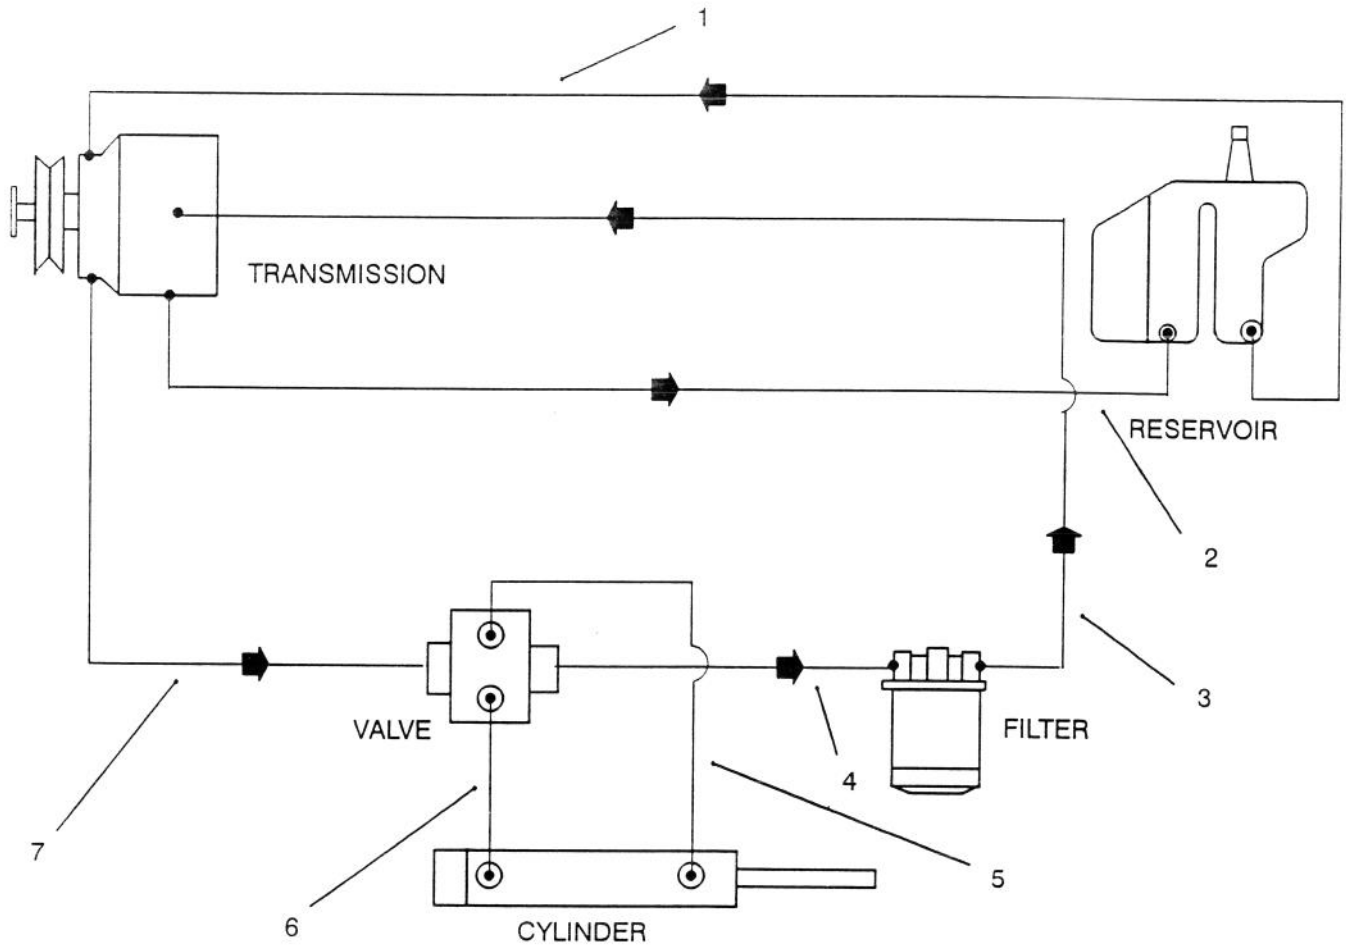 1
TRANSMISSION
RESERVOIR
2
3
VALVE
FILTER
4
7
5
6
CYLINDER